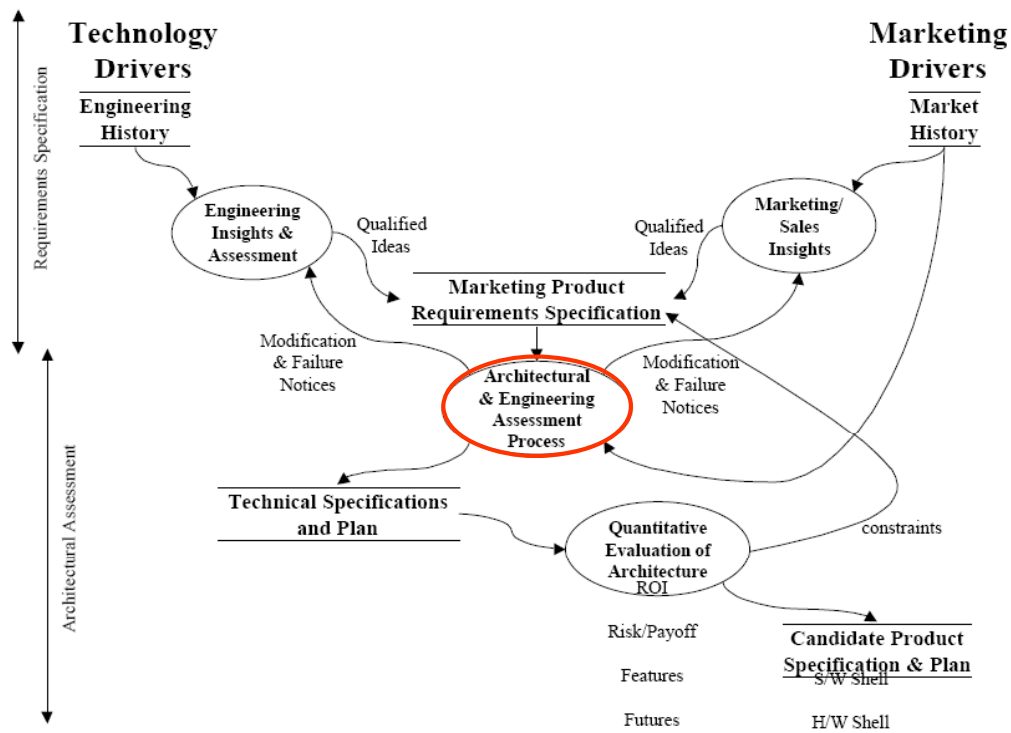 Technology
Drivers
Engineering
History
Marketing
Drivers
Market
History
Requirements Specification
Engineering
Insights &
Assessment
Qualified
Ideas
Qualified
Ideas
Marketing/
Sales
Insights
Marketing Product
Requirements Specification
Modification
& Failure
Notices
Architectural
& Engineering
Assessment
Process
Modification
& Failure
Notices
Architectural Assessment
Technical Specifications
and Plan
Quantitative
Evaluation of
Architecture
ROI
Risk/Payoff
Features
Futures
constraints
Candidate Product
Specification & Plan
S/W Shell
H/W Shell